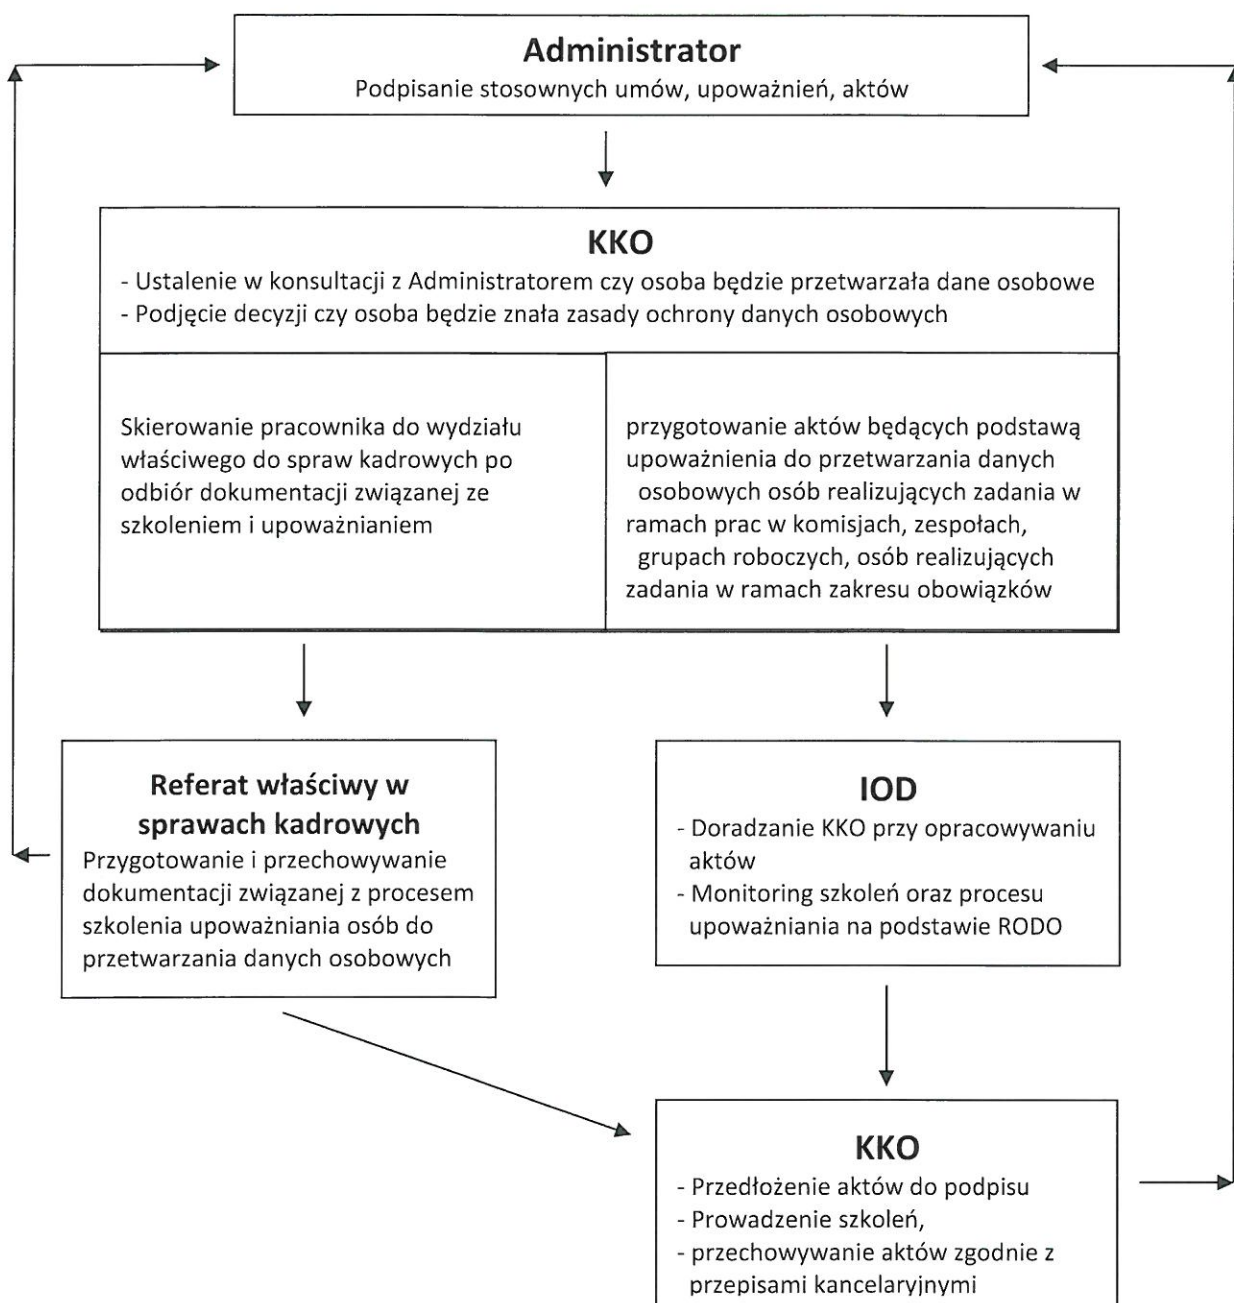 Administrator
Podpisanie stosownych umów, upoważnień, aktów
KKO
- Ustalenie w konsultacji z Administratorem czy osoba będzie przetwarzała dane osobowe
- Podjęcie decyzji czy osoba będzie znała zasady ochrony danych osobowych
Skierowanie pracownika do wydziału
właściwego do spraw kadrowych po
odbiór dokumentacji związanej ze
szkoleniem i upoważnianiem
przygotowanie aktów będących podstawą
upoważnienia do przetwarzania danych
osobowych osób realizujących zadania w
ramach prac w komisjach, zespołach,
grupach roboczych, osób realizujących
zadania w ramach zakresu obowiązków
Referat właściwy w
sprawach kadrowych
Przygotowanie i przechowywanie
dokumentacji związanej z procesem
szkolenia upoważniania osób do
przetwarzania danych osobowych
IOD
- Doradzanie KKO przy opracowywaniu
aktów
- Monitoring szkoleń oraz procesu
upoważniania na podstawie RODO
KKO
- Przedłożenie aktów do podpisu
- Prowadzenie szkoleń,
- przechowywanie aktów zgodnie z
przepisami kancelaryjnymi